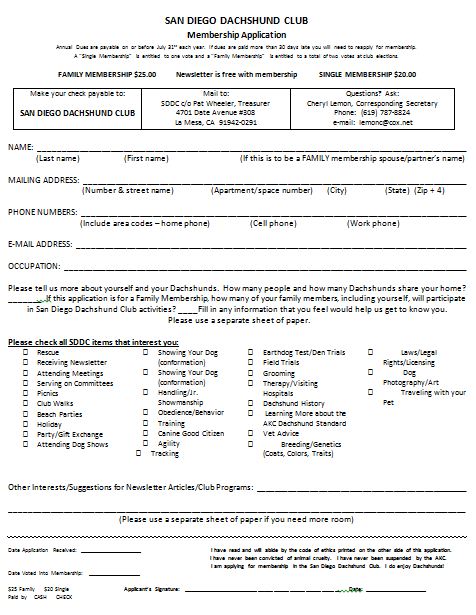 SAN DIEGO DACHSHUND CLUB
Membership Application
Annual Dues are payable on or before July 31st each year. If dues are paid more than 30 days late you will need to reapply for membership.
A "Single Membership" is entitled to one vote and a "Family Membership" is entitled to a total of two votes at club elections.
FAMILY MEMBERSHIP $25.00 Newsletter is free with membership SINGLE MEMBERSHIP $20.00
Make your check payable to:
SAN DIEGO DACHSHUND CLUB
Mail to:
SDDC c/o Pat Wheeler, Treasurer
4701 Date Avenue #308
La Mesa, CA 91942-0291
Questions? Ask:
Cheryl Lemon, Corresponding Secretary
Phone: (619) 787-8824
e-mail: lemonc@cox.net
NAME:
(Last name) (First name) (If this is to be a FAMILY membership spouse/partner's name)
MAILING ADDRESS:
(Number & street name) (Apartment/space number) (City) (State) (Zip + 4)
PHONE NUMBERS:
(Include area codes – home phone) (Cell phone) (Work phone)
E-MAIL ADDRESS:
OCCUPATION:
Please tell us more about yourself and your Dachshunds. How many people and how many Dachshunds share your home?
______.If this application is for a Family Membership, how many of your family members, including yourself, will participate
in San Diego Dachshund Club activities? ____Fill in any information that you feel would help us get to know you.
Please use a separate sheet of paper.
Please check all SDDC items that interest you:
☐ Rescue
☐ Receiving Newsletter
☐ Attending Meetings
☐ Serving on Committees
☐ Picnics
☐ Club Walks
☐ Beach Parties
☐ Holiday
☐ Party/Gift Exchange
☐ Attending Dog Shows
☐ Showing Your Dog
(conformation)
☐ Showing Your Dog
(conformation)
☐ Handling/Jr.
Showmanship
☐ Obedience/Behavior
☐ Training
☐ Canine Good Citizen
☐ Agility
☐ Tracking
☐ Earthdog Test/Den Trials
☐ Field Trials
☐ Grooming
☐ Therapy/Visiting
Hospitals
☐ Dachshund History
☐ Learning More about the
AKC Dachshund Standard
☐ Vet Advice
☐ Breeding/Genetics
(Coats, Colors, Traits)
☐ Laws/Legal
Rights/Licensing
☐ Dog
Photography/Art
☐ Traveling with your
Pet
Other Interests/Suggestions for Newsletter Articles/Club Programs:
(Please use a separate sheet of paper if you need more room)
Date Application Received:
Date Voted Into Membership:
$25 Family $20 Single
Paid by CASH CHECK
I have read and will abide by the code of ethics printed on the other side of this application.
I have never been convicted of animal cruelty. I have never been suspended by the AKC.
I am applying for membership in the San Diego Dachshund Club. I do enjoy Dachshunds!
Applicant's Signature: Date: